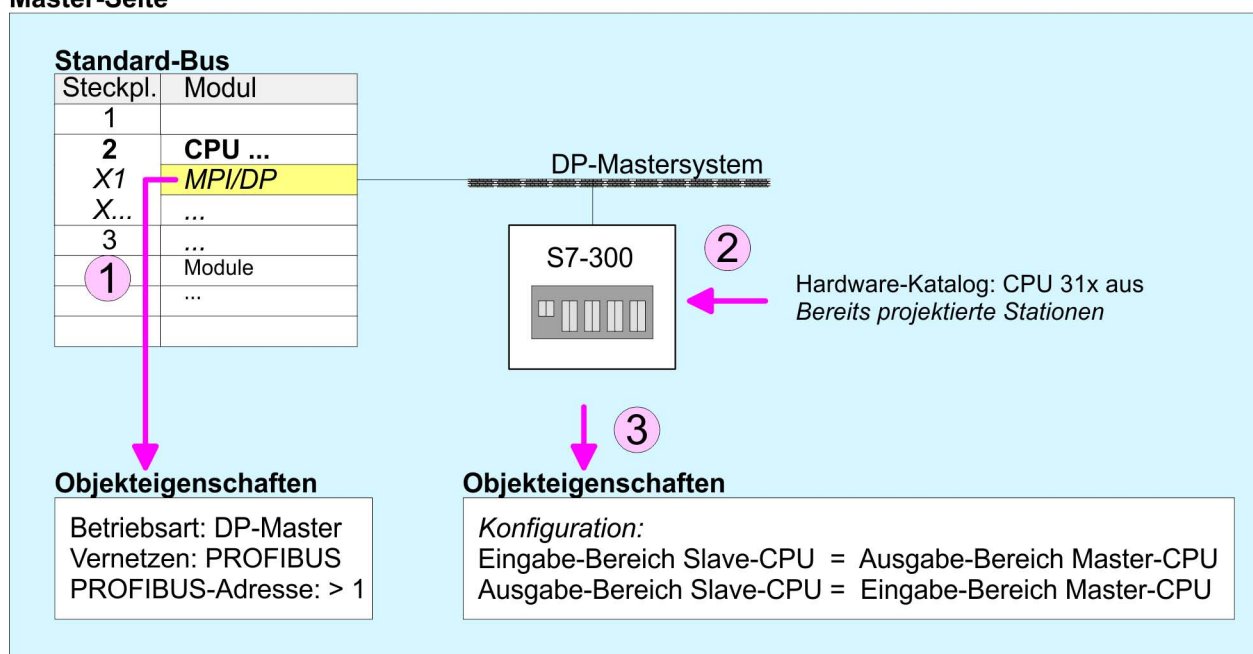 Master-Seite
Standard-Bus
Steckpl. Modul
1
2 CPU ...
X1 MPI/DP
X... ...
3 ...
1 Module
...
DP-Mastersystem
S7-300
2
Hardware-Katalog: CPU 31x aus
Bereits projektierte Stationen
3
Objekteigenschaften
Betriebsart: DP-Master
Vernetzen: PROFIBUS
PROFIBUS-Adresse: > 1
Objekteigenschaften
Konfiguration:
Eingabe-Bereich Slave-CPU = Ausgabe-Bereich Master-CPU
Ausgabe-Bereich Slave-CPU = Eingabe-Bereich Master-CPU